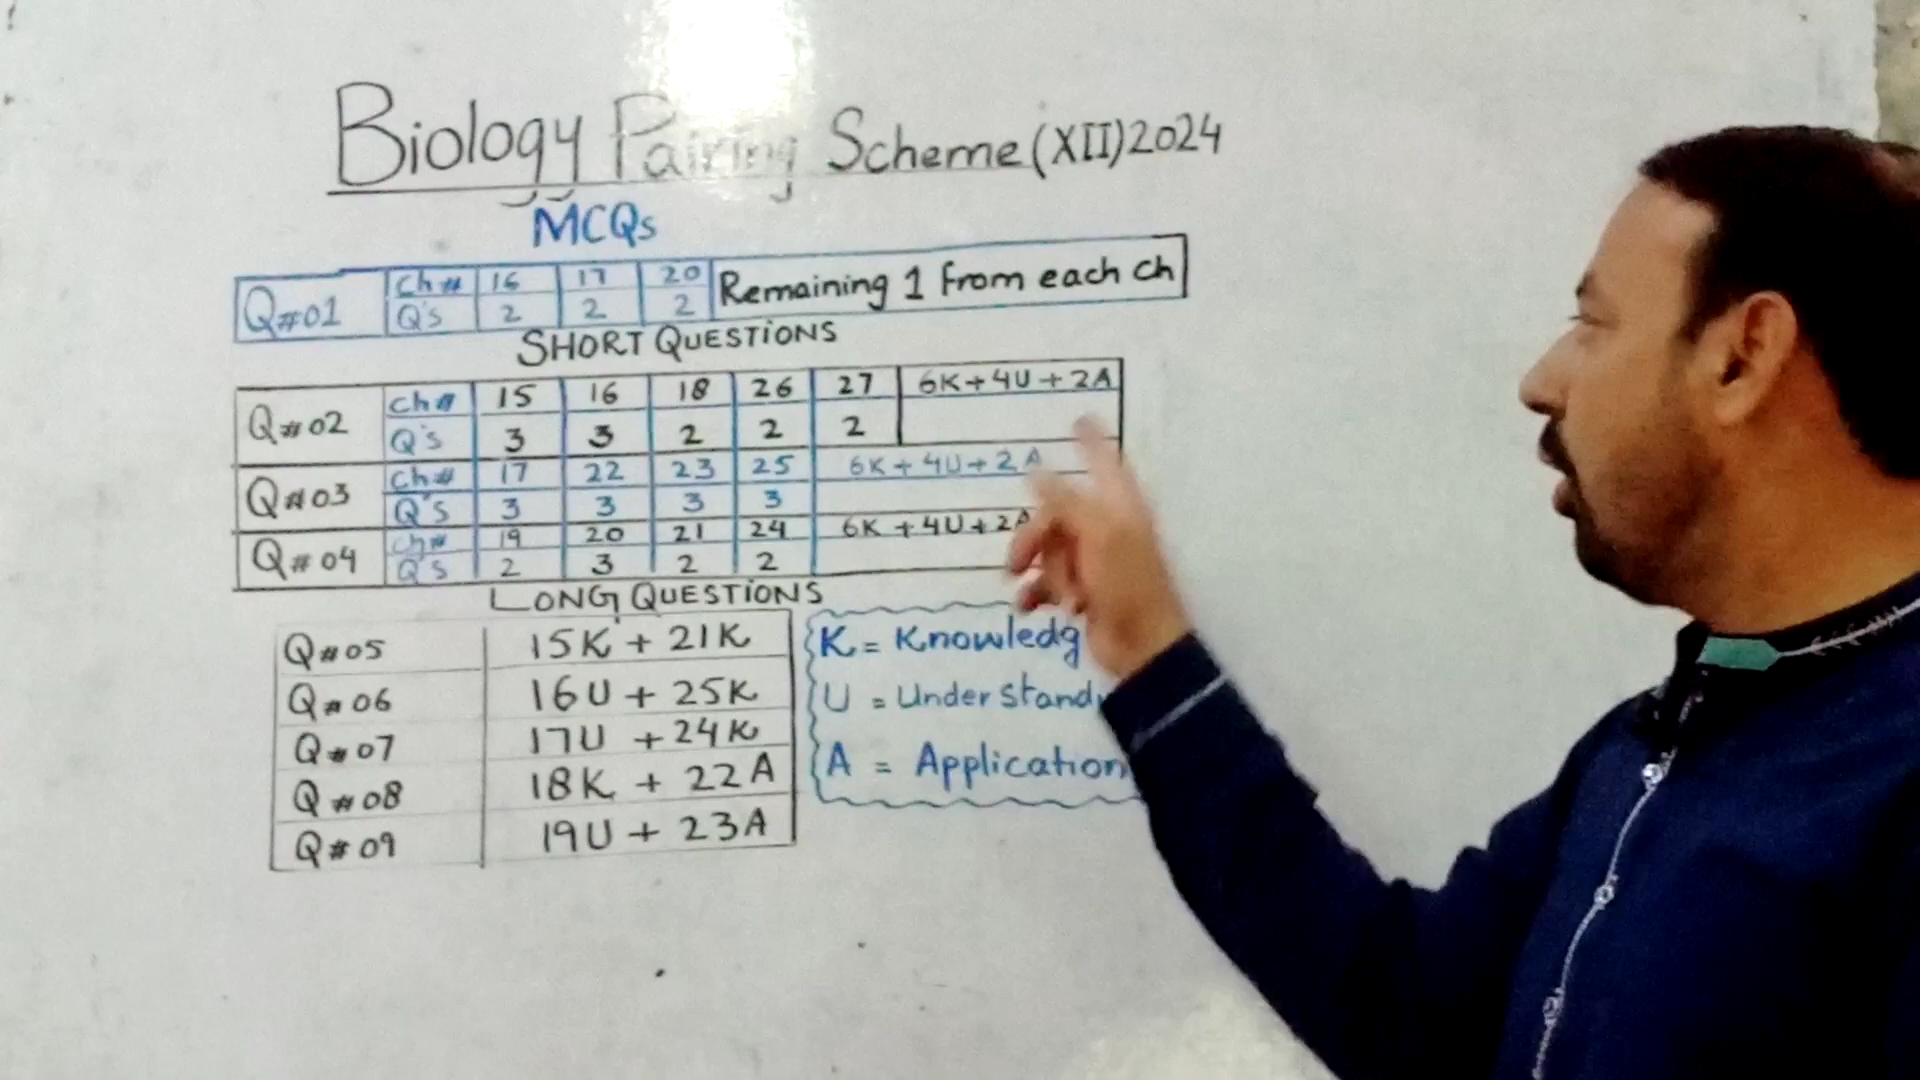 Biology Pairing Scheme (XII) 2024
MCQs
Q#01 Ch# 16 17 20 Remaining 1 From each Ch
Q's 2 2 2
SHORT QUESTIONS
Q#02 Ch# 15 16 18 26 27 6K+4U+2A
Q's 3 3 2 2 2
Q#03 Ch# 17 22 23 25 6K+4U+2A
Q's 3 3 3 3
Q#04 Ch# 19 20 21 24 6K+4U+2A
Q's 2 3 2 2
LONG QUESTIONS
Q#05 15K + 21K
Q#06 16U + 25K
Q#07 17U + 24K
Q#08 18K + 22A
Q#09 19U + 23A
K = Knowledg
U = Understand
A = Application